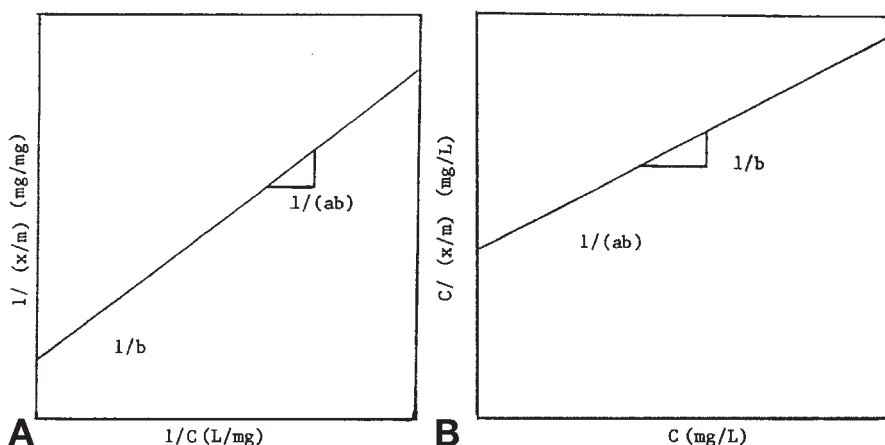 1/ (x/m) (mg/mg)
1/(ab)
1/b
A
1/C (L/mg)
C/ (x/m) (mg/L)
1/b
1/(ab)
B
C (mg/L)